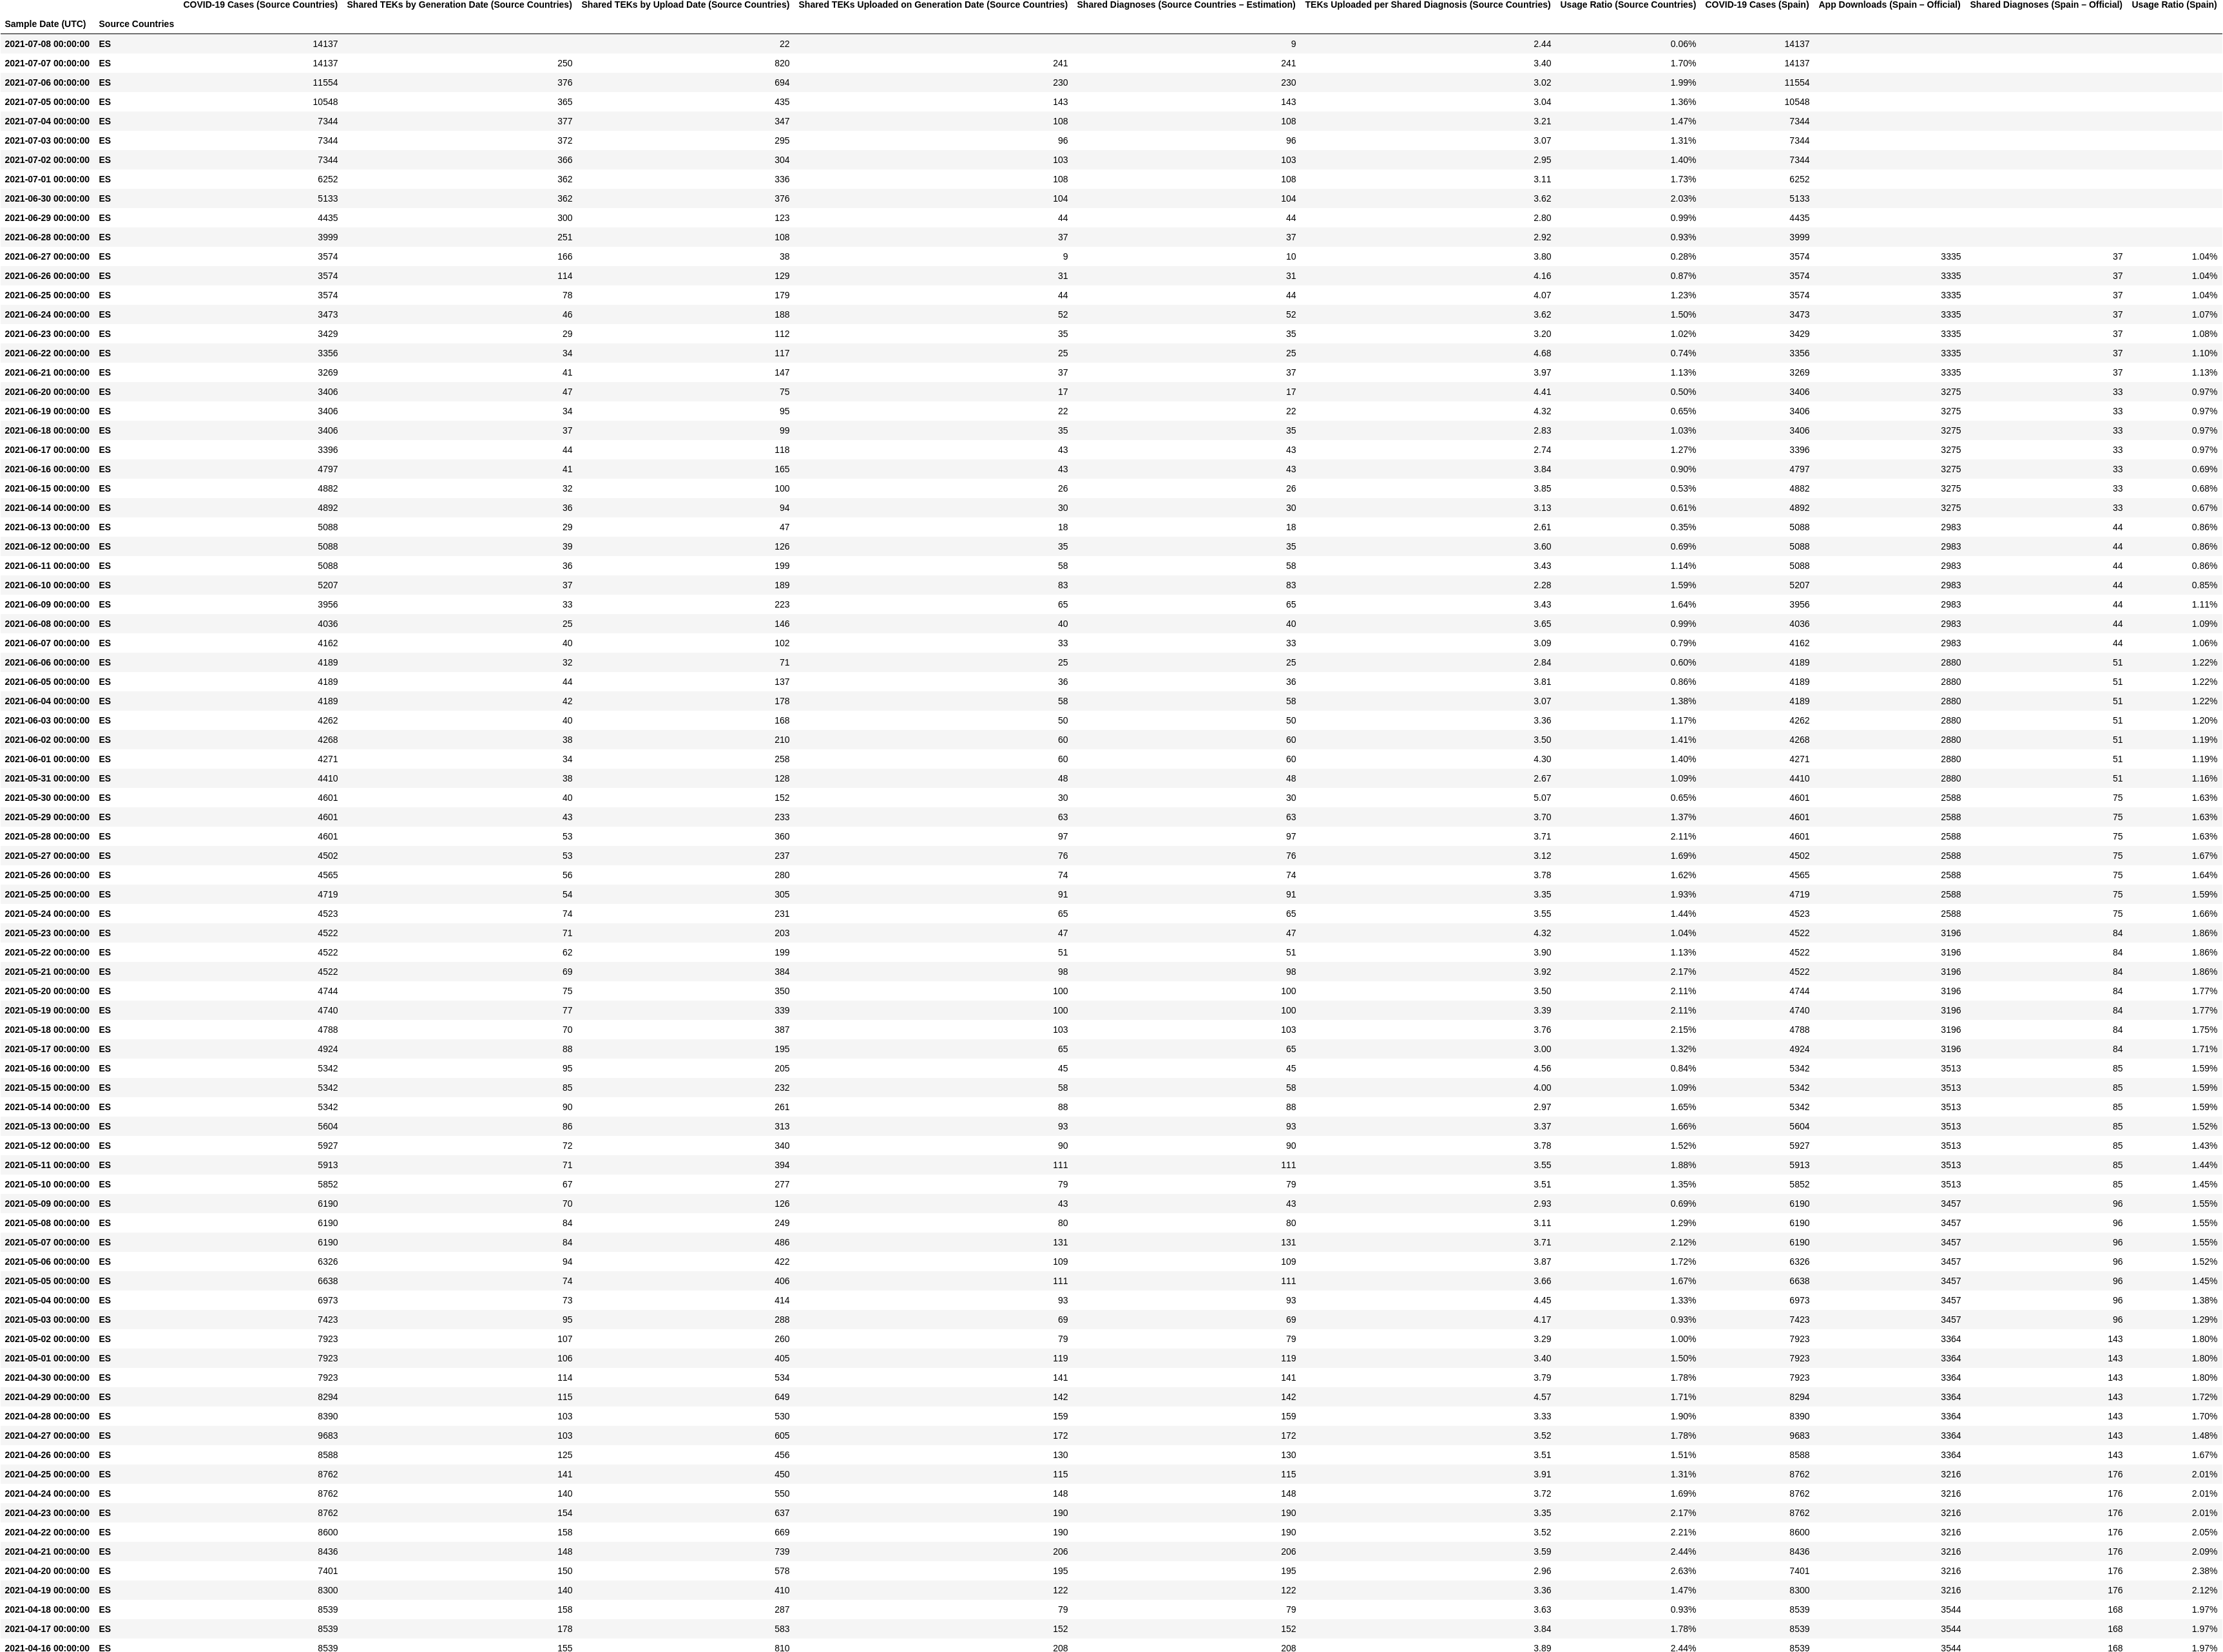 COVID-19 Cases (Source Countries) Shared TEKs by Generation Date (Source Countries) Shared TEKs by Upload Date (Source Countries) Shared TEKs Uploaded on Generation Date (Source Countries) Shared Diagnoses (Source Countries – Estimation) TEKs Uploaded per Shared Diagnosis (Source Countries) Usage Ratio (Source Countries) COVID-19 Cases (Spain) App Downloads (Spain – Official) Shared Diagnoses (Spain – Official) Usage Ratio (Spain)
Sample Date (UTC) Source Countries
2021-07-08 00:00:00 ES 14137 22 9 2.44 0.06% 14137
2021-07-07 00:00:00 ES 14137 250 820 241 241 3.40 1.70% 14137
2021-07-06 00:00:00 ES 11554 376 694 230 230 3.02 1.99% 11554
2021-07-05 00:00:00 ES 10548 365 435 143 143 3.04 1.36% 10548
2021-07-04 00:00:00 ES 7344 377 347 108 108 3.21 1.47% 7344
2021-07-03 00:00:00 ES 7344 372 295 96 96 3.07 1.31% 7344
2021-07-02 00:00:00 ES 7344 366 304 103 103 2.95 1.40% 7344
2021-07-01 00:00:00 ES 6252 362 336 108 108 3.11 1.73% 6252
2021-06-30 00:00:00 ES 5133 362 376 104 104 3.62 2.03% 5133
2021-06-29 00:00:00 ES 4435 300 123 44 44 2.80 0.99% 4435
2021-06-28 00:00:00 ES 3999 251 108 37 37 2.92 0.93% 3999
2021-06-27 00:00:00 ES 3574 166 38 9 10 3.80 0.28% 3574 3335 37 1.04%
2021-06-26 00:00:00 ES 3574 114 129 31 31 4.16 0.87% 3574 3335 37 1.04%
2021-06-25 00:00:00 ES 3574 78 179 44 44 4.07 1.23% 3574 3335 37 1.04%
2021-06-24 00:00:00 ES 3473 46 188 52 52 3.62 1.50% 3473 3335 37 1.07%
2021-06-23 00:00:00 ES 3429 29 112 35 35 3.20 1.02% 3429 3335 37 1.08%
2021-06-22 00:00:00 ES 3356 34 117 25 25 4.68 0.74% 3356 3335 37 1.10%
2021-06-21 00:00:00 ES 3269 41 147 37 37 3.97 1.13% 3269 3335 37 1.13%
2021-06-20 00:00:00 ES 3406 47 75 17 17 4.41 0.50% 3406 3275 33 0.97%
2021-06-19 00:00:00 ES 3406 34 95 22 22 4.32 0.65% 3406 3275 33 0.97%
2021-06-18 00:00:00 ES 3406 37 99 35 35 2.83 1.03% 3406 3275 33 0.97%
2021-06-17 00:00:00 ES 3396 44 118 43 43 2.74 1.27% 3396 3275 33 0.97%
2021-06-16 00:00:00 ES 4797 41 165 43 43 3.84 0.90% 4797 3275 33 0.69%
2021-06-15 00:00:00 ES 4882 32 100 26 26 3.85 0.53% 4882 3275 33 0.68%
2021-06-14 00:00:00 ES 4892 36 94 30 30 3.13 0.61% 4892 3275 33 0.67%
2021-06-13 00:00:00 ES 5088 29 47 18 18 2.61 0.35% 5088 2983 44 0.86%
2021-06-12 00:00:00 ES 5088 39 126 35 35 3.60 0.69% 5088 2983 44 0.86%
2021-06-11 00:00:00 ES 5088 36 199 58 58 3.43 1.14% 5088 2983 44 0.86%
2021-06-10 00:00:00 ES 5207 37 189 83 83 2.28 1.59% 5207 2983 44 0.85%
2021-06-09 00:00:00 ES 3956 33 223 65 65 3.43 1.64% 3956 2983 44 1.11%
2021-06-08 00:00:00 ES 4036 25 146 40 40 3.65 0.99% 4036 2983 44 1.09%
2021-06-07 00:00:00 ES 4162 40 102 33 33 3.09 0.79% 4162 2983 44 1.06%
2021-06-06 00:00:00 ES 4189 32 71 25 25 2.84 0.60% 4189 2880 51 1.22%
2021-06-05 00:00:00 ES 4189 44 137 36 36 3.81 0.86% 4189 2880 51 1.22%
2021-06-04 00:00:00 ES 4189 42 178 58 58 3.07 1.38% 4189 2880 51 1.22%
2021-06-03 00:00:00 ES 4262 40 168 50 50 3.36 1.17% 4262 2880 51 1.20%
2021-06-02 00:00:00 ES 4268 38 210 60 60 3.50 1.41% 4268 2880 51 1.19%
2021-06-01 00:00:00 ES 4271 34 258 60 60 4.30 1.40% 4271 2880 51 1.19%
2021-05-31 00:00:00 ES 4410 38 128 48 48 2.67 1.09% 4410 2880 51 1.16%
2021-05-30 00:00:00 ES 4601 40 152 30 30 5.07 0.65% 4601 2588 75 1.63%
2021-05-29 00:00:00 ES 4601 43 233 63 63 3.70 1.37% 4601 2588 75 1.63%
2021-05-28 00:00:00 ES 4601 53 360 97 97 3.71 2.11% 4601 2588 75 1.63%
2021-05-27 00:00:00 ES 4502 53 237 76 76 3.12 1.69% 4502 2588 75 1.67%
2021-05-26 00:00:00 ES 4565 56 280 74 74 3.78 1.62% 4565 2588 75 1.64%
2021-05-25 00:00:00 ES 4719 54 305 91 91 3.35 1.93% 4719 2588 75 1.59%
2021-05-24 00:00:00 ES 4523 74 231 65 65 3.55 1.44% 4523 2588 75 1.66%
2021-05-23 00:00:00 ES 4522 71 203 47 47 4.32 1.04% 4522 3196 84 1.86%
2021-05-22 00:00:00 ES 4522 62 199 51 51 3.90 1.13% 4522 3196 84 1.86%
2021-05-21 00:00:00 ES 4522 69 384 98 98 3.92 2.17% 4522 3196 84 1.86%
2021-05-20 00:00:00 ES 4744 75 350 100 100 3.50 2.11% 4744 3196 84 1.77%
2021-05-19 00:00:00 ES 4740 77 339 100 100 3.39 2.11% 4740 3196 84 1.77%
2021-05-18 00:00:00 ES 4788 70 387 103 103 3.76 2.15% 4788 3196 84 1.75%
2021-05-17 00:00:00 ES 4924 88 195 65 65 3.00 1.32% 4924 3196 84 1.71%
2021-05-16 00:00:00 ES 5342 95 205 45 45 4.56 0.84% 5342 3513 85 1.59%
2021-05-15 00:00:00 ES 5342 85 232 58 58 4.00 1.09% 5342 3513 85 1.59%
2021-05-14 00:00:00 ES 5342 90 261 88 88 2.97 1.65% 5342 3513 85 1.59%
2021-05-13 00:00:00 ES 5604 86 313 93 93 3.37 1.66% 5604 3513 85 1.52%
2021-05-12 00:00:00 ES 5927 72 340 90 90 3.78 1.52% 5927 3513 85 1.43%
2021-05-11 00:00:00 ES 5913 71 394 111 111 3.55 1.88% 5913 3513 85 1.44%
2021-05-10 00:00:00 ES 5852 67 277 79 79 3.51 1.35% 5852 3513 85 1.45%
2021-05-09 00:00:00 ES 6190 70 126 43 43 2.93 0.69% 6190 3457 96 1.55%
2021-05-08 00:00:00 ES 6190 84 249 80 80 3.11 1.29% 6190 3457 96 1.55%
2021-05-07 00:00:00 ES 6190 84 486 131 131 3.71 2.12% 6190 3457 96 1.55%
2021-05-06 00:00:00 ES 6326 94 422 109 109 3.87 1.72% 6326 3457 96 1.52%
2021-05-05 00:00:00 ES 6638 74 406 111 111 3.66 1.67% 6638 3457 96 1.45%
2021-05-04 00:00:00 ES 6973 73 414 93 93 4.45 1.33% 6973 3457 96 1.38%
2021-05-03 00:00:00 ES 7423 95 288 69 69 4.17 0.93% 7423 3457 96 1.29%
2021-05-02 00:00:00 ES 7923 107 260 79 79 3.29 1.00% 7923 3364 143 1.80%
2021-05-01 00:00:00 ES 7923 106 405 119 119 3.40 1.50% 7923 3364 143 1.80%
2021-04-30 00:00:00 ES 7923 114 534 141 141 3.79 1.78% 7923 3364 143 1.80%
2021-04-29 00:00:00 ES 8294 115 649 142 142 4.57 1.71% 8294 3364 143 1.72%
2021-04-28 00:00:00 ES 8390 103 530 159 159 3.33 1.90% 8390 3364 143 1.70%
2021-04-27 00:00:00 ES 9683 103 605 172 172 3.52 1.78% 9683 3364 143 1.48%
2021-04-26 00:00:00 ES 8588 125 456 130 130 3.51 1.51% 8588 3364 143 1.67%
2021-04-25 00:00:00 ES 8762 141 450 115 115 3.91 1.31% 8762 3216 176 2.01%
2021-04-24 00:00:00 ES 8762 140 550 148 148 3.72 1.69% 8762 3216 176 2.01%
2021-04-23 00:00:00 ES 8762 154 637 190 190 3.35 2.17% 8762 3216 176 2.01%
2021-04-22 00:00:00 ES 8600 158 669 190 190 3.52 2.21% 8600 3216 176 2.05%
2021-04-21 00:00:00 ES 8436 148 739 206 206 3.59 2.44% 8436 3216 176 2.09%
2021-04-20 00:00:00 ES 7401 150 578 195 195 2.96 2.63% 7401 3216 176 2.38%
2021-04-19 00:00:00 ES 8300 140 410 122 122 3.36 1.47% 8300 3216 176 2.12%
2021-04-18 00:00:00 ES 8539 158 287 79 79 3.63 0.93% 8539 3544 168 1.97%
2021-04-17 00:00:00 ES 8539 178 583 152 152 3.84 1.78% 8539 3544 168 1.97%
2021-04-16 00:00:00 ES 8539 155 810 208 208 3.89 2.44% 8539 3544 168 1.97%